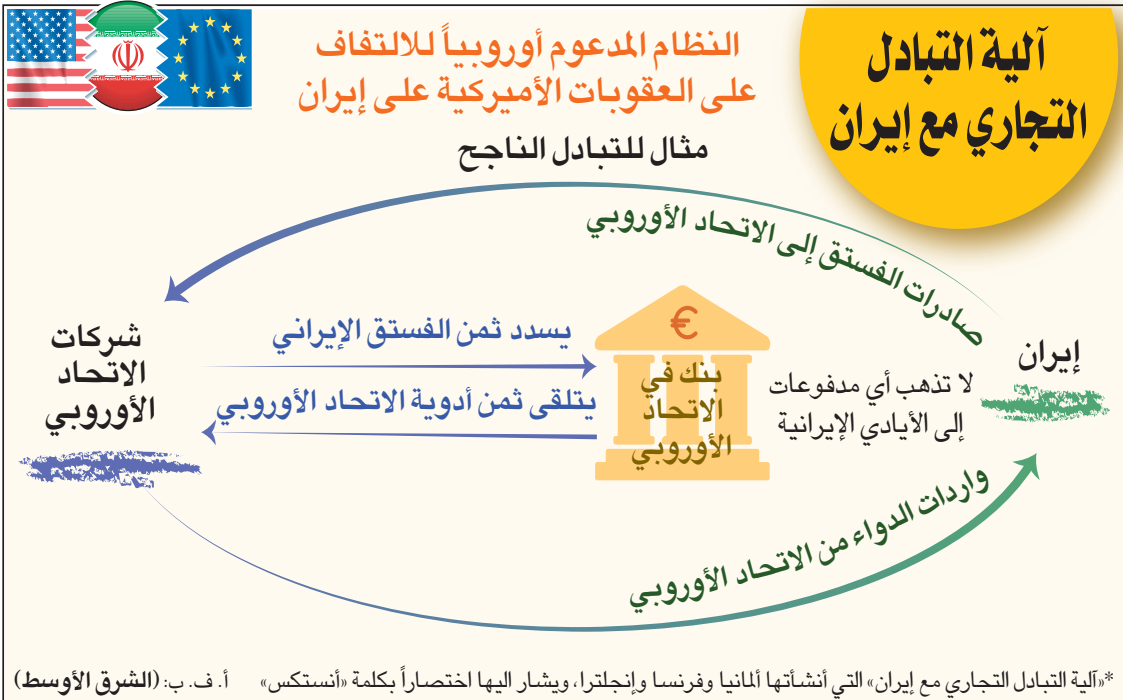 آلية التبادل
التجاري مع إيران
النظام المدعوم أوروبياً للالتفاف
على العقوبات الأميركية على إيران
مثال للتبادل الناجح
صادرات الفستق إلى الاتحاد الأوروبي
إيران
لا تذهب أي مدفوعات
إلى الأيادي الإيرانية
€
بنك في
الاتحاد
الأوروبي
يسدد ثمن الفستق الإيراني
يتلقى ثمن أدوية الاتحاد الأوروبي
شركات
الاتحاد
الأوروبي
واردات الدواء من الاتحاد الأوروبي
*«آلية التبادل التجاري مع إيران» التي أنشأتها ألمانيا وفرنسا وإنجلترا، ويشار اليها اختصاراً بكلمة «أنستكس»
أ. ف. ب: (الشرق الأوسط)